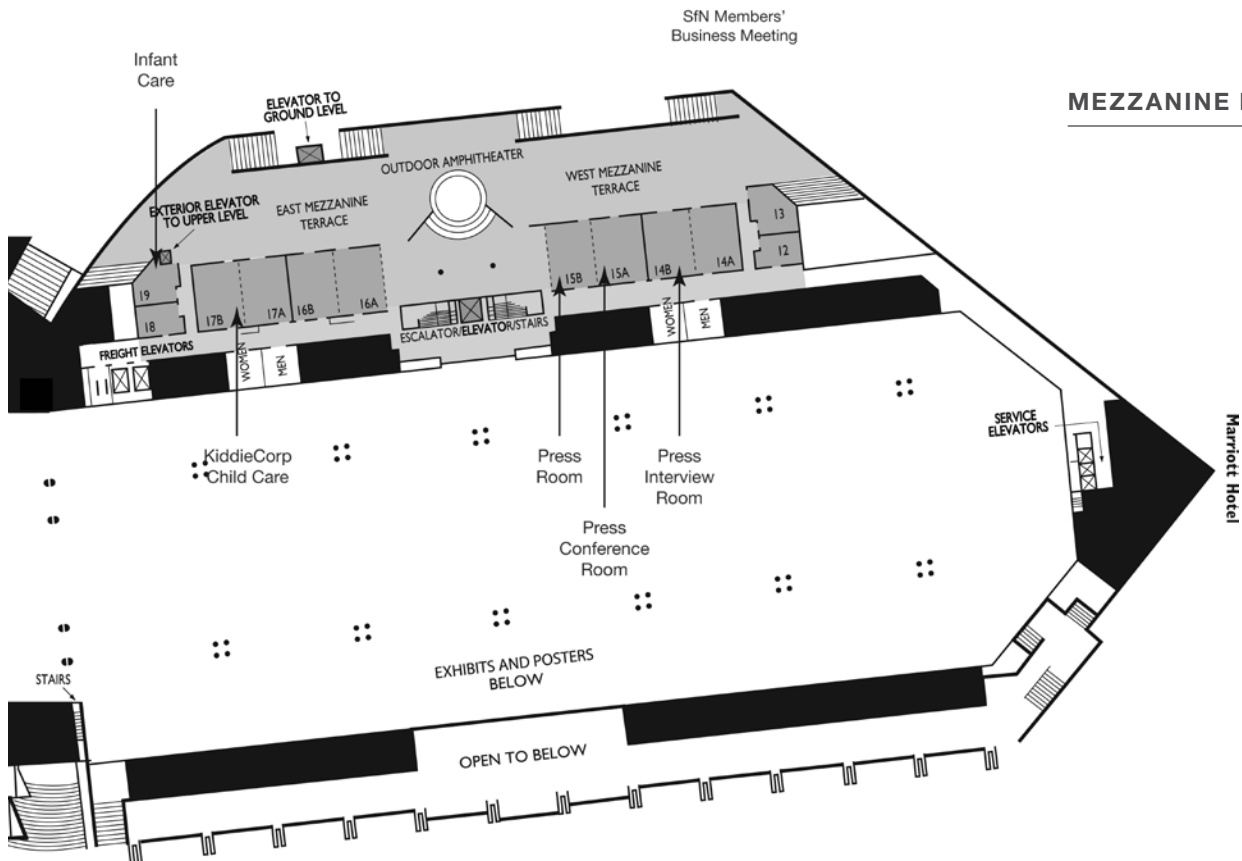 SfN Members'
Business Meeting
MEZZANINE
Infant
Care
ELEVATOR TO
GROUND LEVEL
OUTDOOR AMPHITHEATER
WEST MEZZANINE
TERRACE
EXTERIOR ELEVATOR
TO UPPER LEVEL
EAST MEZZANINE
TERRACE
13
12
19
18
17B
17A
16B
16A
15B
15A
14B
14A
ESCALATOR/ELEVATOR/STAIRS
FREIGHT ELEVATORS
WOMEN
MEN
WOMEN
MEN
SERVICE
ELEVATORS
Marriott Hotel
KiddieCorp
Child Care
Press
Room
Press
Interview
Room
Press
Conference
Room
EXHIBITS AND POSTERS
BELOW
STAIRS
OPEN TO BELOW